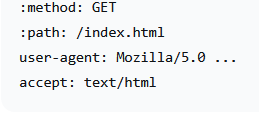 :method: GET
:path: /index.html
user-agent: Mozilla/5.0 ...
accept: text/html